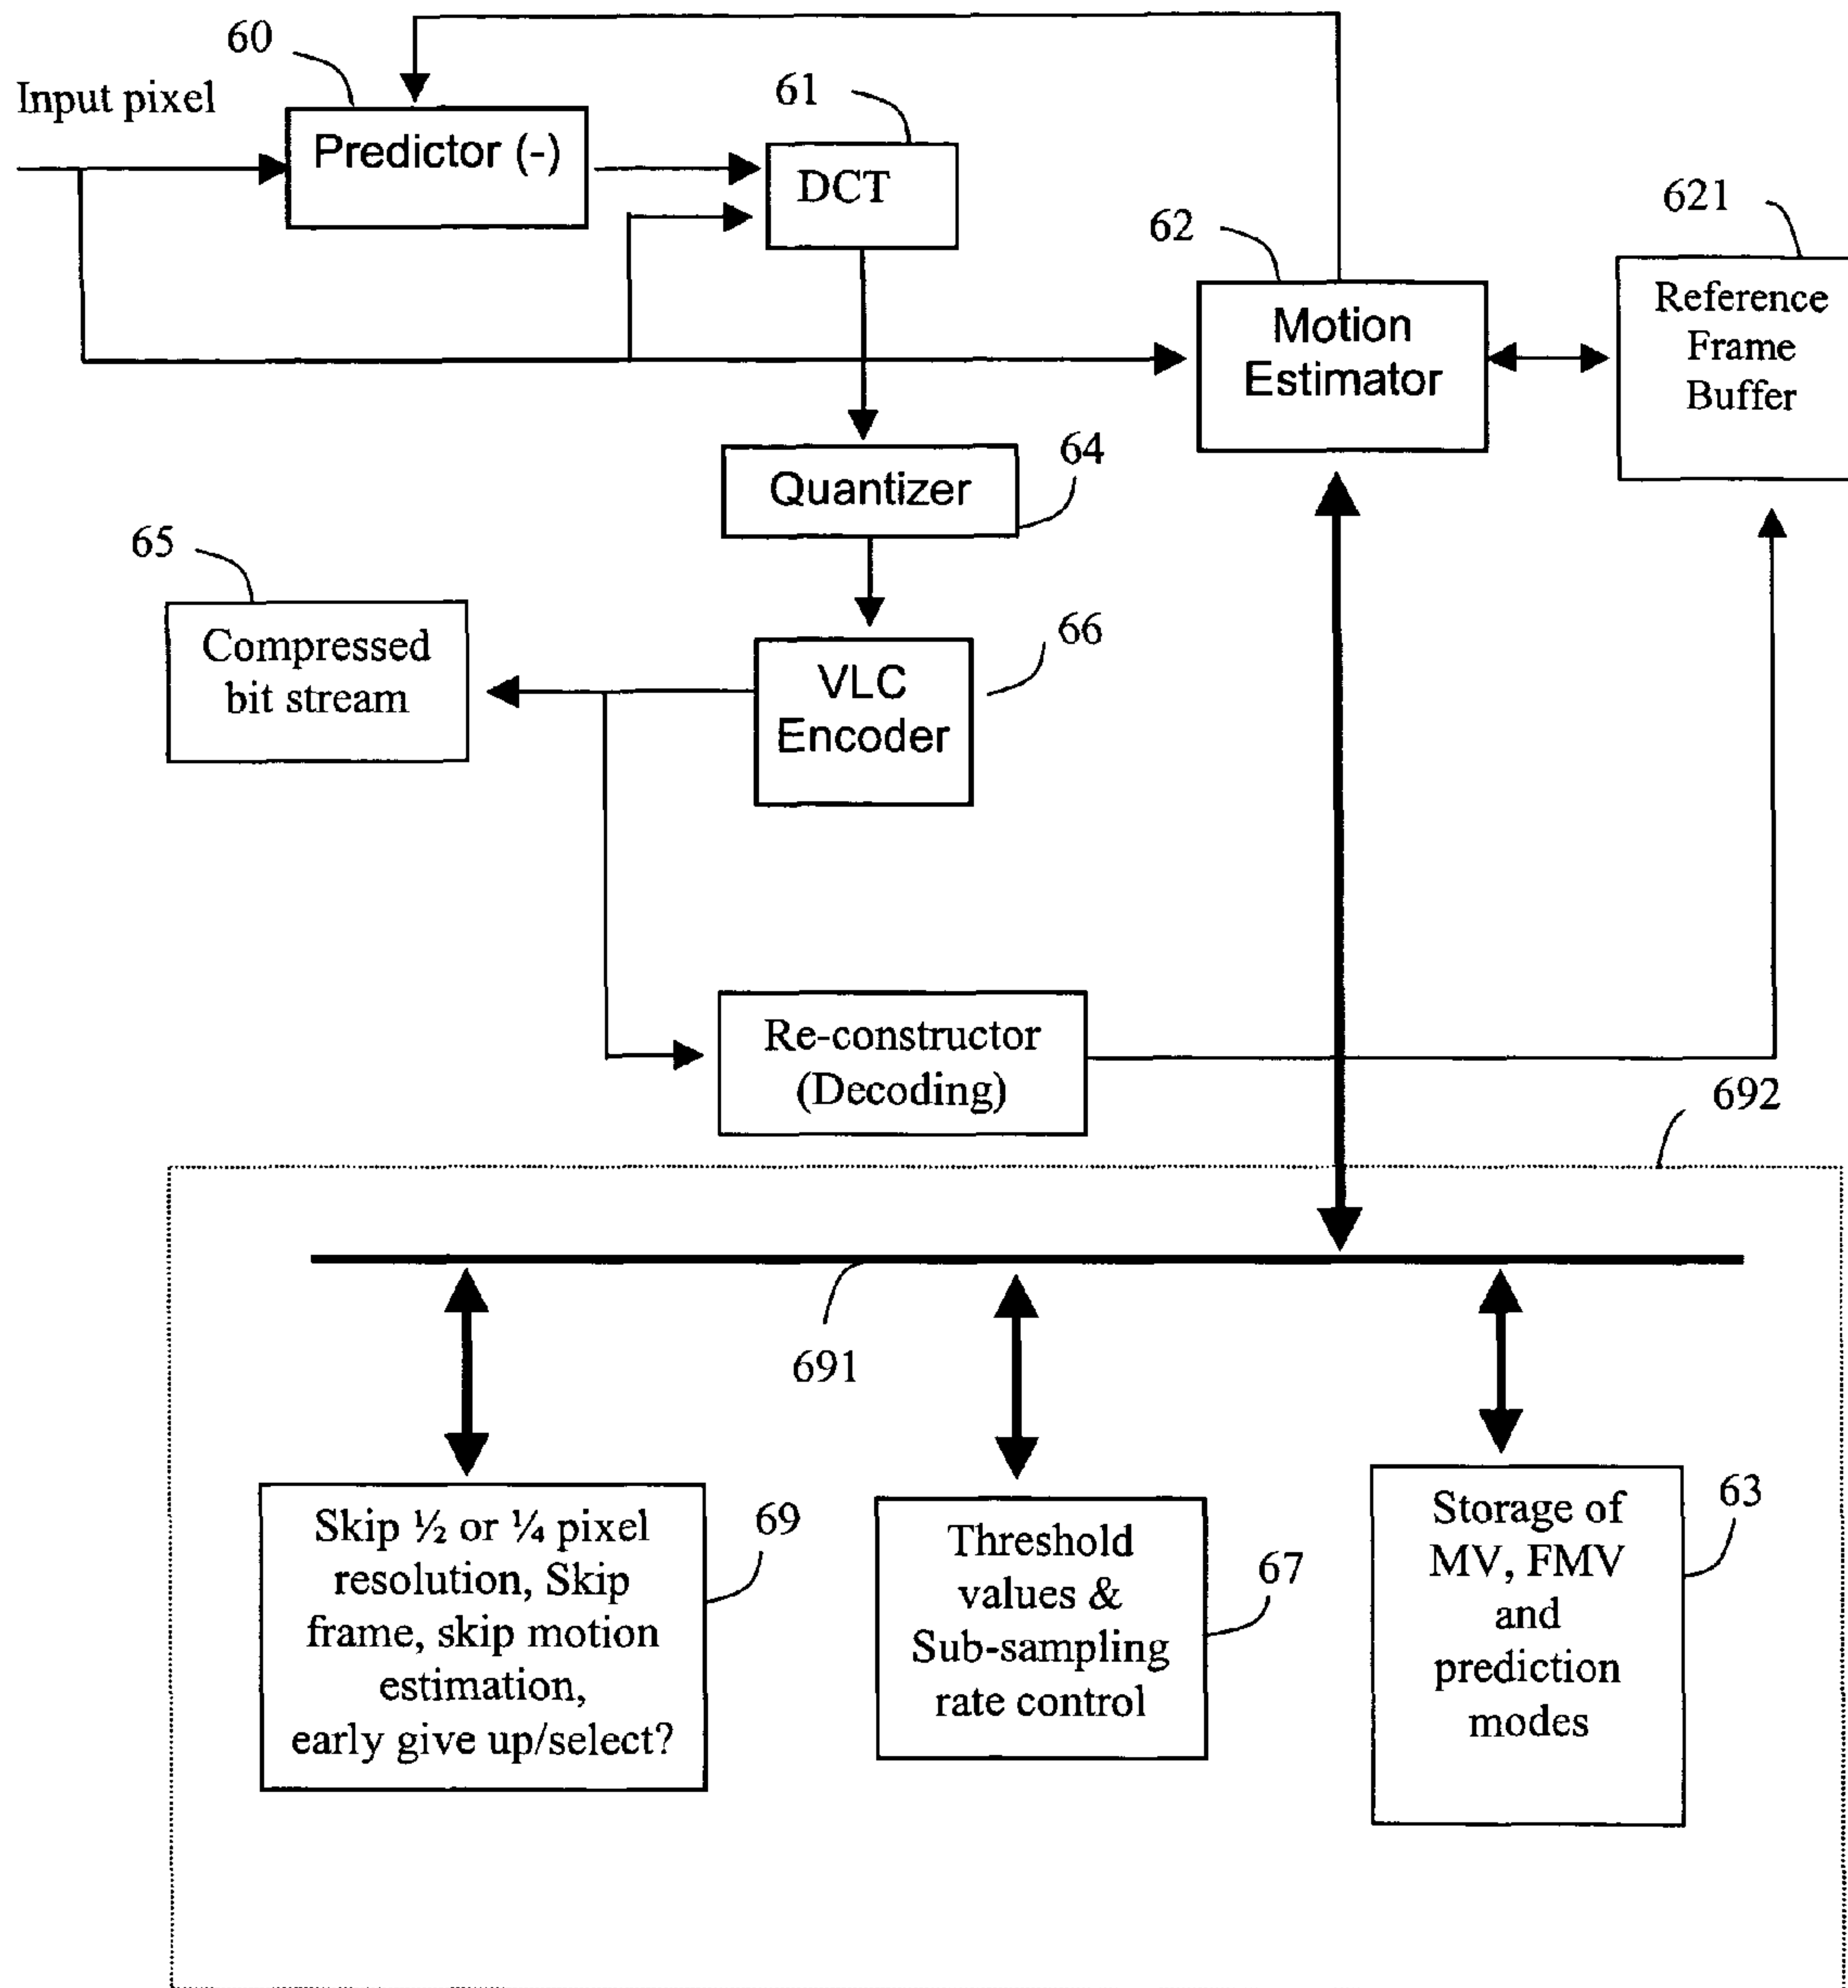 60
Input pixel
Predictor (-)
61
DCT
62
Motion
Estimator
621
Reference
Frame
Buffer
Quantizer
64
65
Compressed
bit stream
VLC
Encoder
66
Re-constructor
(Decoding)
692
691
Skip ½ or ¼ pixel
resolution, Skip
frame, skip motion
estimation,
early give up/select?
69
Threshold
values &
Sub-sampling
rate control
67
Storage of
MV, FMV
and
prediction
modes
63